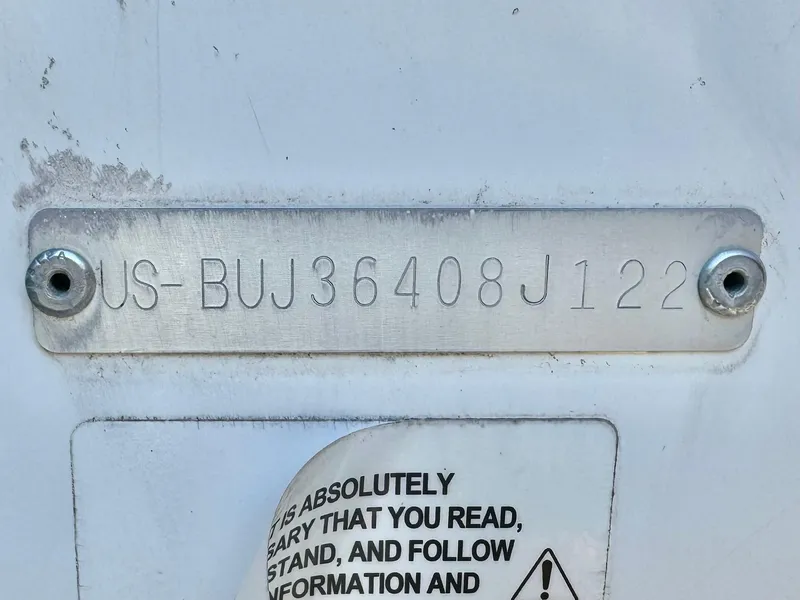 US-BUJ36408J122
IS ABSOLUTELY
SARY THAT YOU READ,
STAND, AND FOLLOW
NFORMATION AND